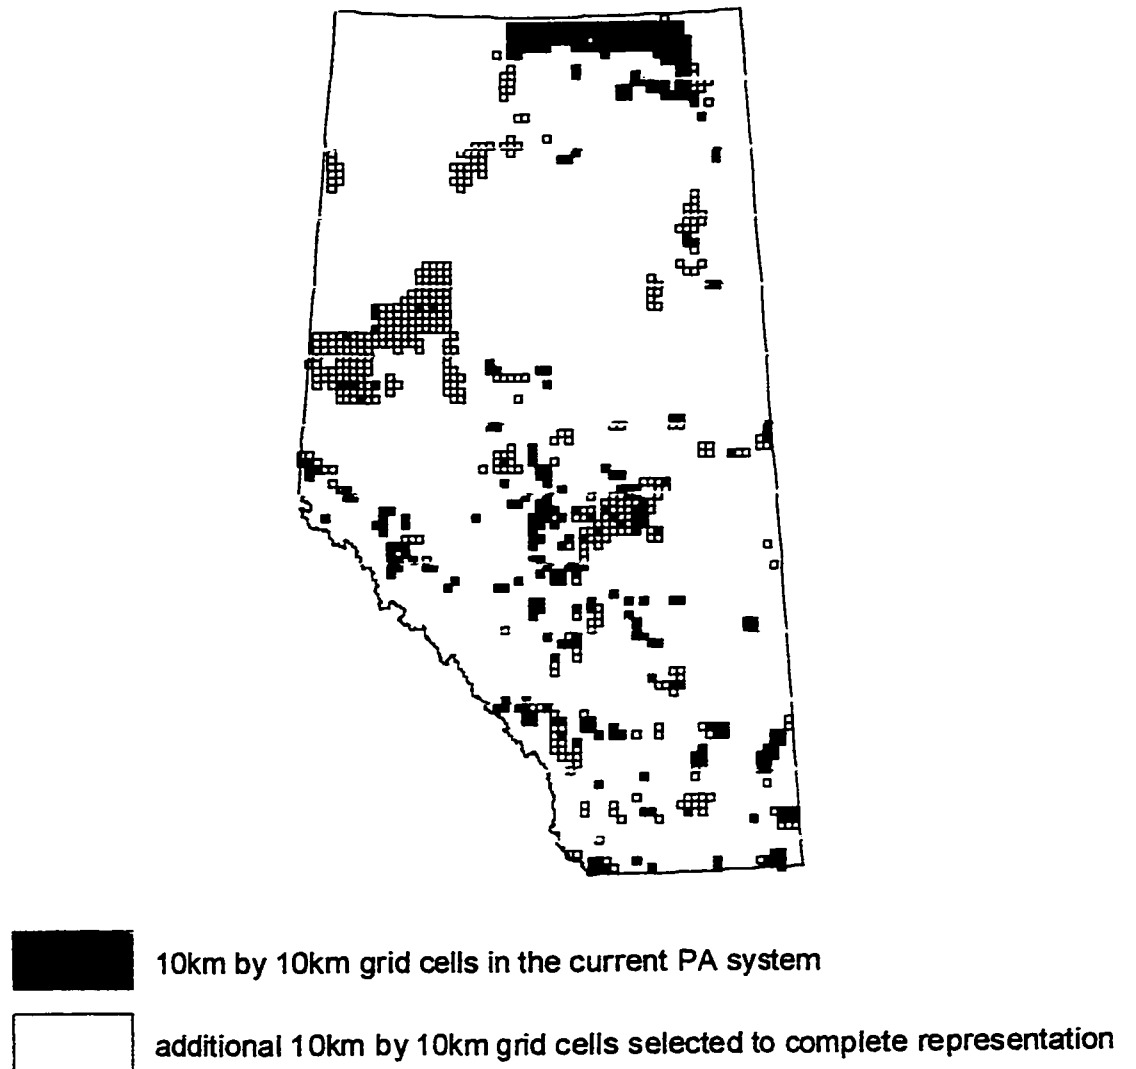 10km by 10km grid cells in the current PA system
additional 10km by 10km grid cells selected to complete representation